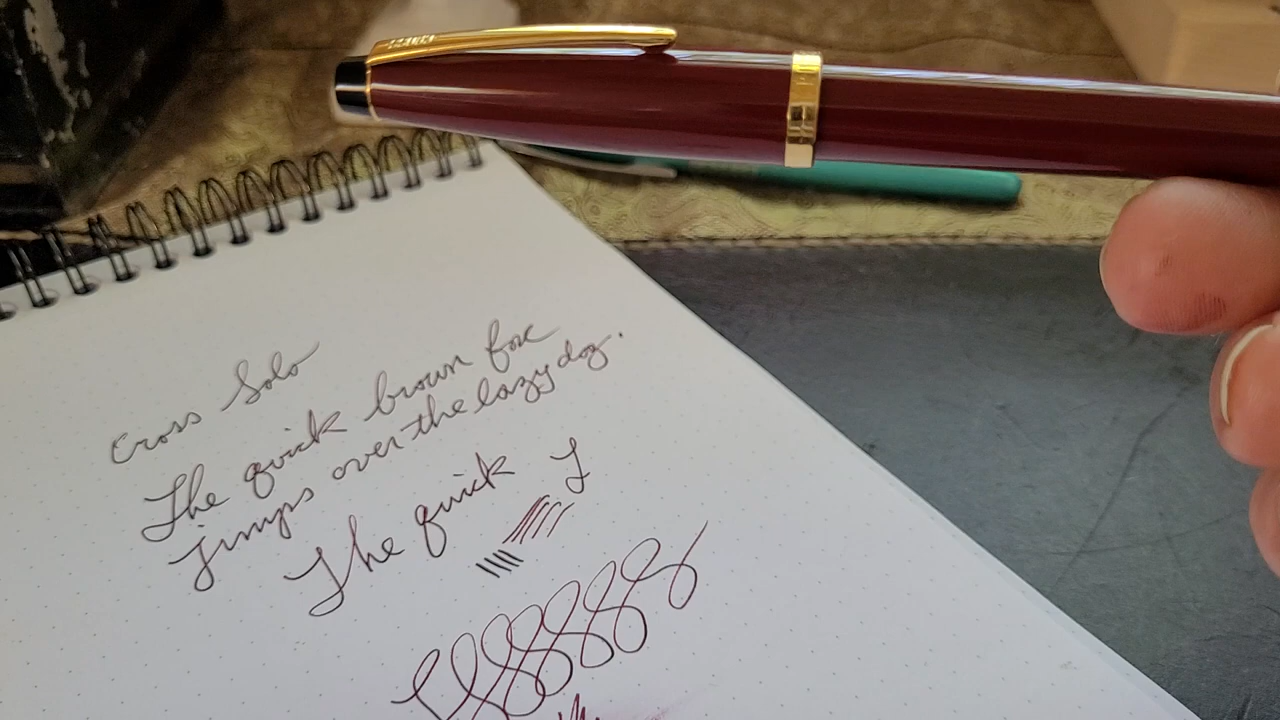 Cross Solo
The quick brown fox
jumps over the lazy dog.
The quick